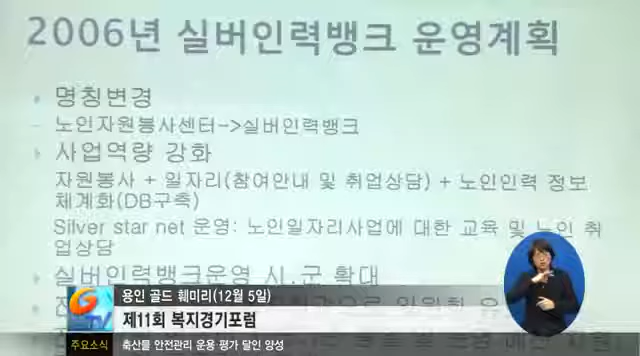 2006년 실버인력뱅크 운영계획
명칭변경
- 노인자원봉사센터->실버인력뱅크
사업역량 강화
자원봉사 + 일자리(참여안내 및 취업상담) + 노인인력 정보
체계화(DB구축)
Silver star net 운영: 노인일자리사업에 대한 교육 및 노인 취
업상담
실버인력뱅크운영 시.군 확대
용인 골드 훼미리(12월 5일)
GTV
제11회 복지경기포럼
주요소식 축산물 안전관리 운용 평가 달인 양성